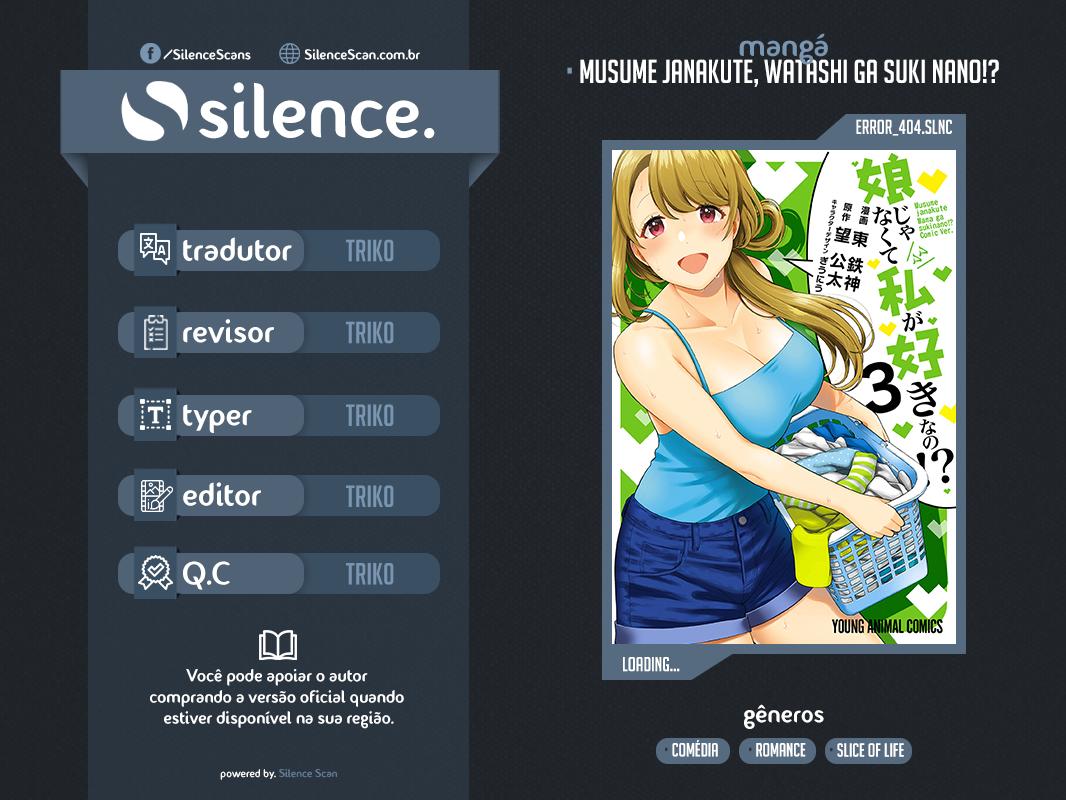 /SilenceScans
SilenceScan.com.br
silence.
tradutor
TRIKO
revisor
TRIKO
typer
TRIKO
editor
TRIKO
Q.C
TRIKO
Você pode apoiar o autor
comprando a versão oficial quando
estiver disponível na sua região.
powered by. Silence Scan
mangá
• MUSUME JANAKUTE, WATASHI GA SUKI NANO!?
ERROR_404.SLNC
娘
じゃ
なくて
私が
好
きなの
!?
3
Musume
janakute
Mama ga
sukinano!?
Comic Ver.
漫画 東 鉄神
原作 望 公太
キャラクターデザイン ぎうにう
YOUNG ANIMAL COMICS
LOADING...
gêneros
• COMÉDIA
• ROMANCE
• SLICE OF LIFE